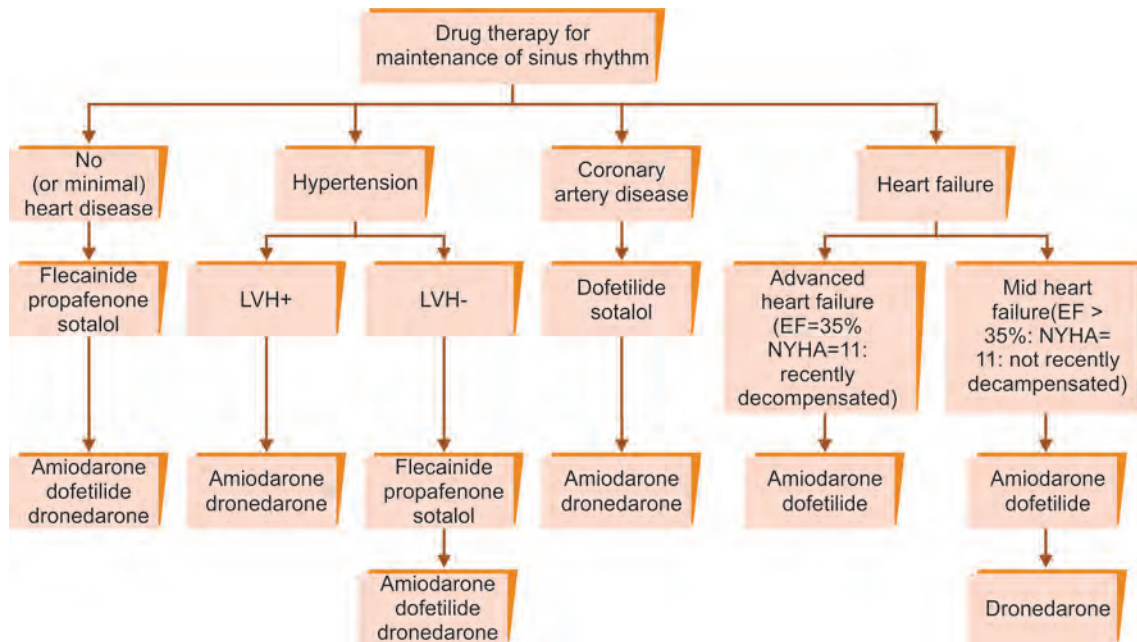 Drug therapy for
maintenance of sinus rhythm
No
(or minimal)
heart disease
Hypertension
Coronary
artery disease
Heart failure
Flecainide
propafenone
sotalol
LVH+
LVH-
Dofetilide
sotalol
Advanced
heart failure
(EF=35%
NYHA=11:
recently
decompensated)
Mid heart
failure(EF >
35%: NYHA=
11: not recently
decampensated)
Amiodarone
dofetilide
dronedarone
Amiodarone
dronedarone
Flecainide
propafenone
sotalol
Amiodarone
dronedarone
Amiodarone
dofetilide
Amiodarone
dofetilide
Amiodarone
dofetilide
dronedarone
Dronedarone